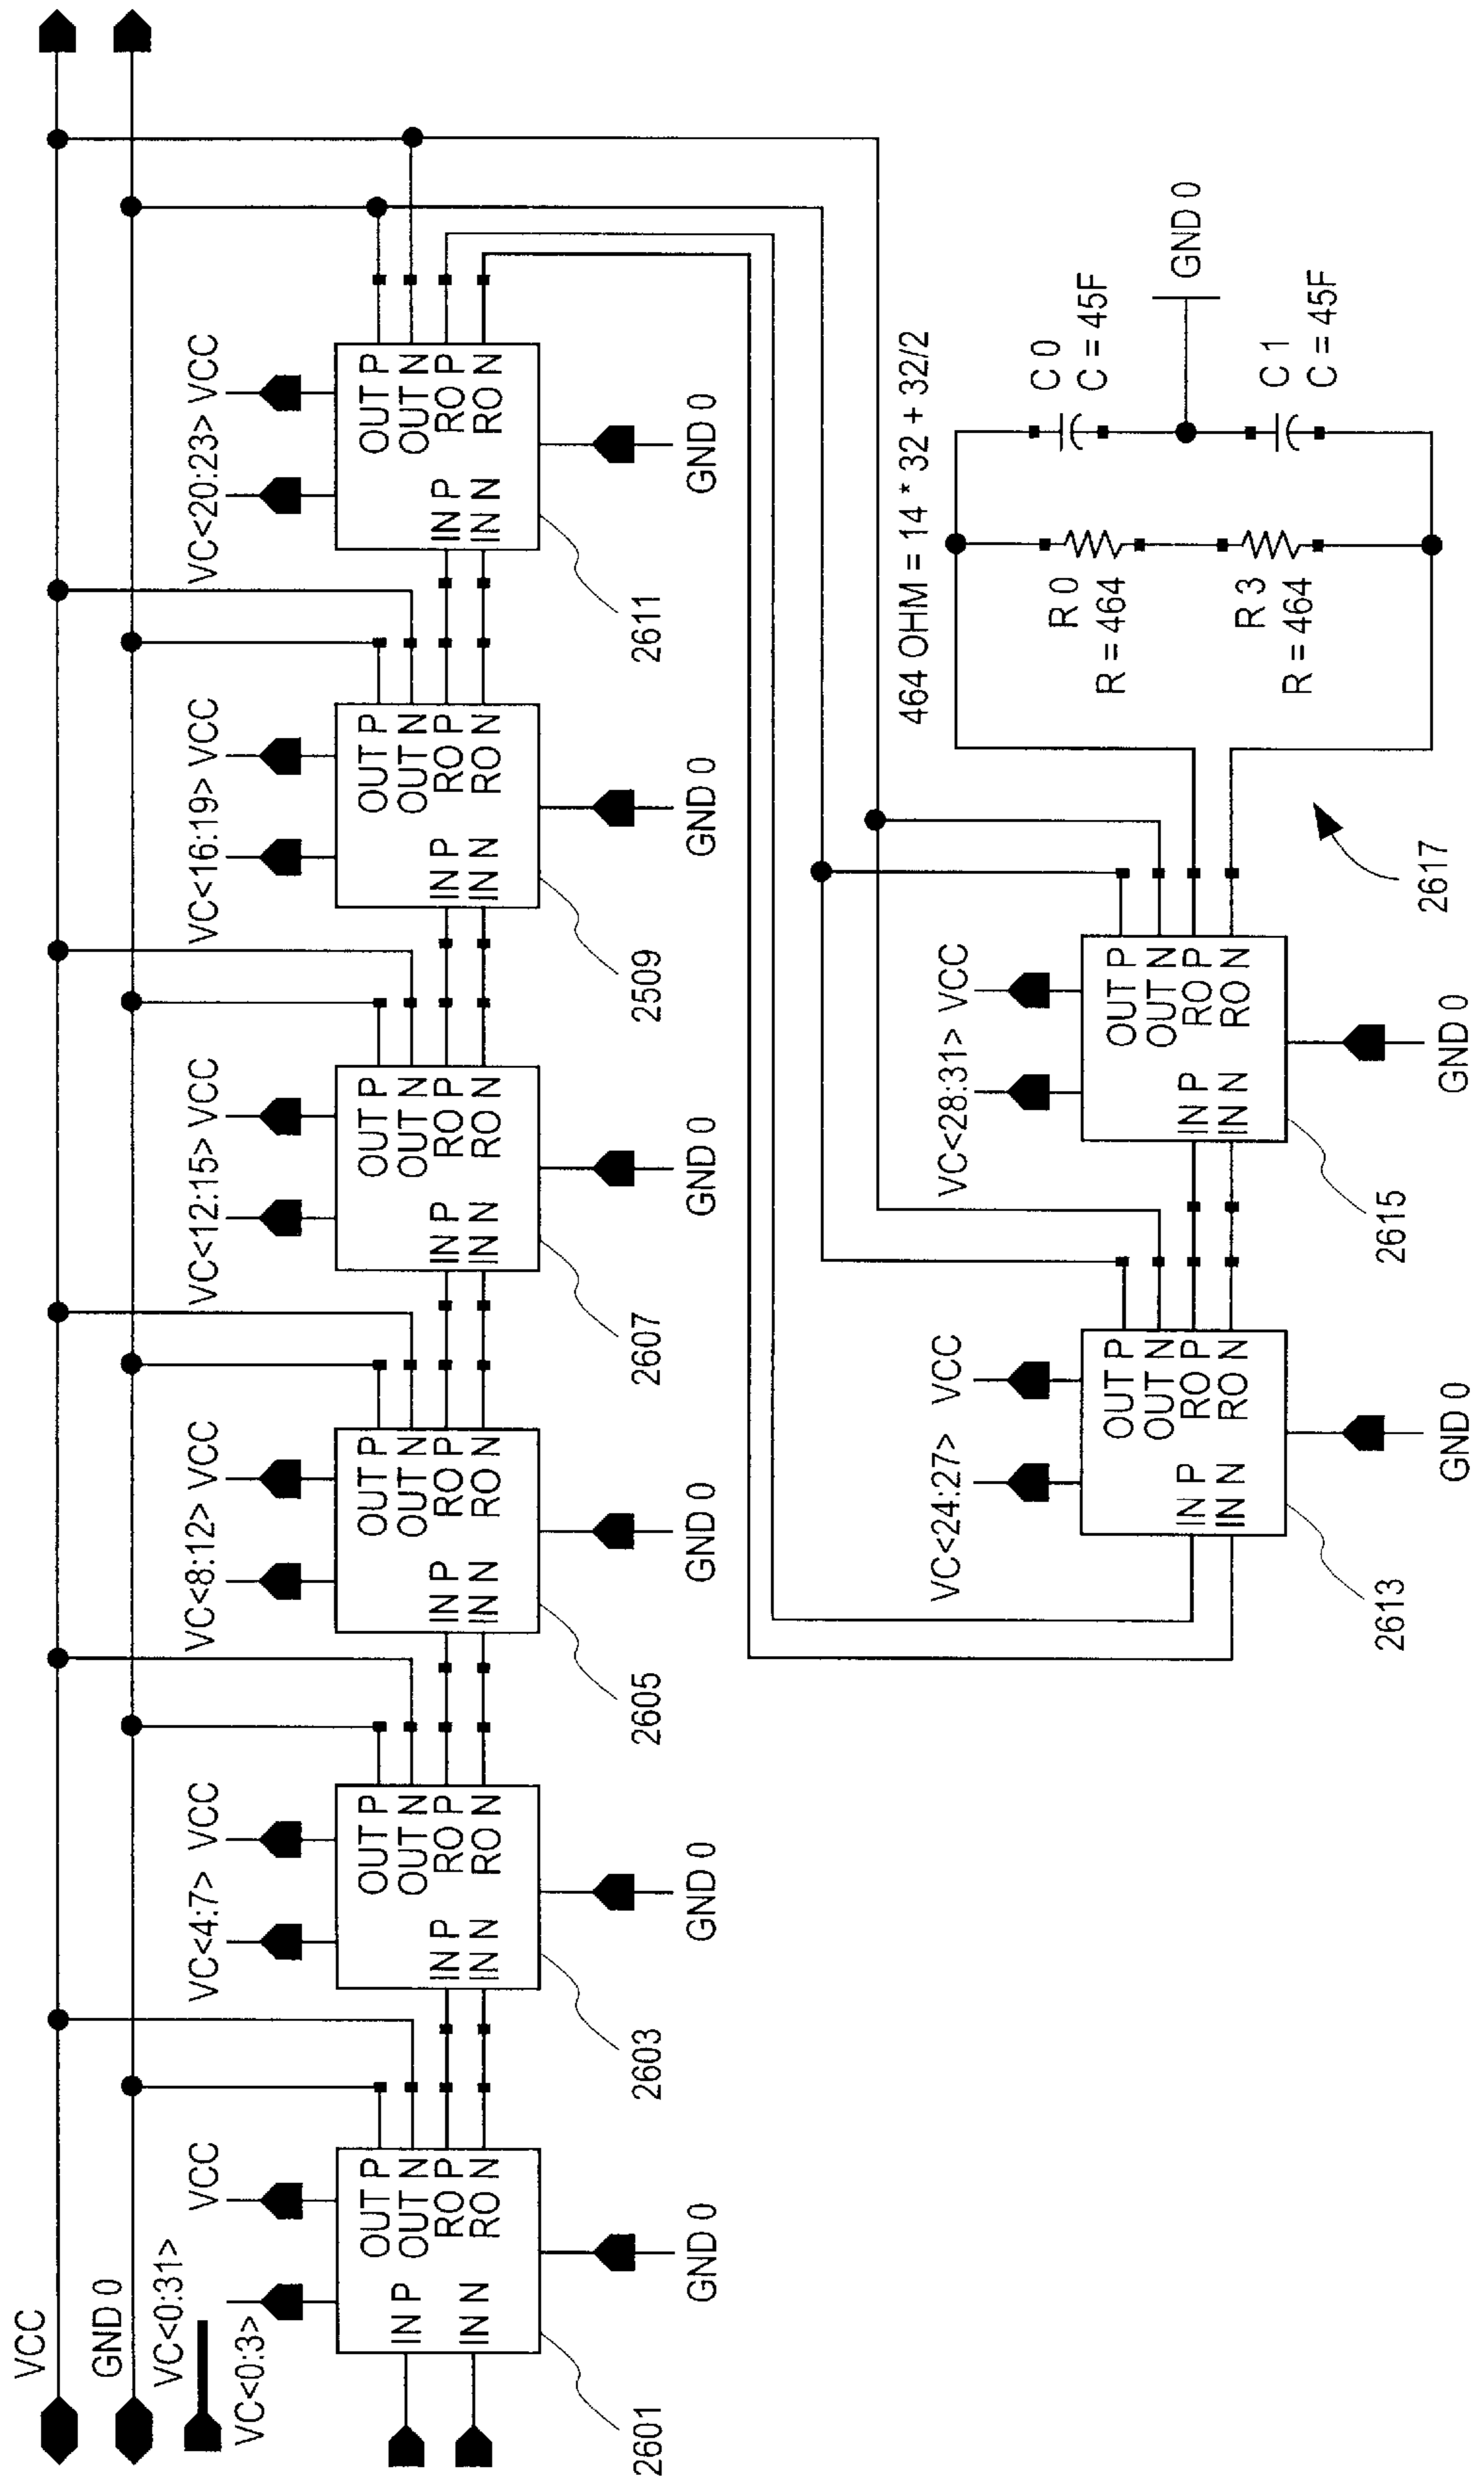 VCC
GND 0
VC<0:31>
VC<0:3>
VCC
IN P
IN N
OUT P
OUT N
RO P
RO N
GND 0
2601
VC<4:7>
VCC
IN P
IN N
OUT P
OUT N
RO P
RO N
GND 0
2603
VC<8:12>
VCC
IN P
IN N
OUT P
OUT N
RO P
RO N
GND 0
2605
VC<12:15>
VCC
IN P
IN N
OUT P
OUT N
RO P
RO N
GND 0
2607
VC<16:19>
VCC
IN P
IN N
OUT P
OUT N
RO P
RO N
GND 0
2509
VC<20:23>
VCC
IN P
IN N
OUT P
OUT N
RO P
RO N
GND 0
2611
VC<24:27>
VCC
IN P
IN N
OUT P
OUT N
RO P
RO N
GND 0
2613
VC<28:31>
VCC
IN P
IN N
OUT P
OUT N
RO P
RO N
GND 0
2615
2617
464 OHM = 14 * 32 + 32/2
R 0
R = 464
R 3
R = 464
C 0
C = 45F
C 1
C = 45F
GND 0